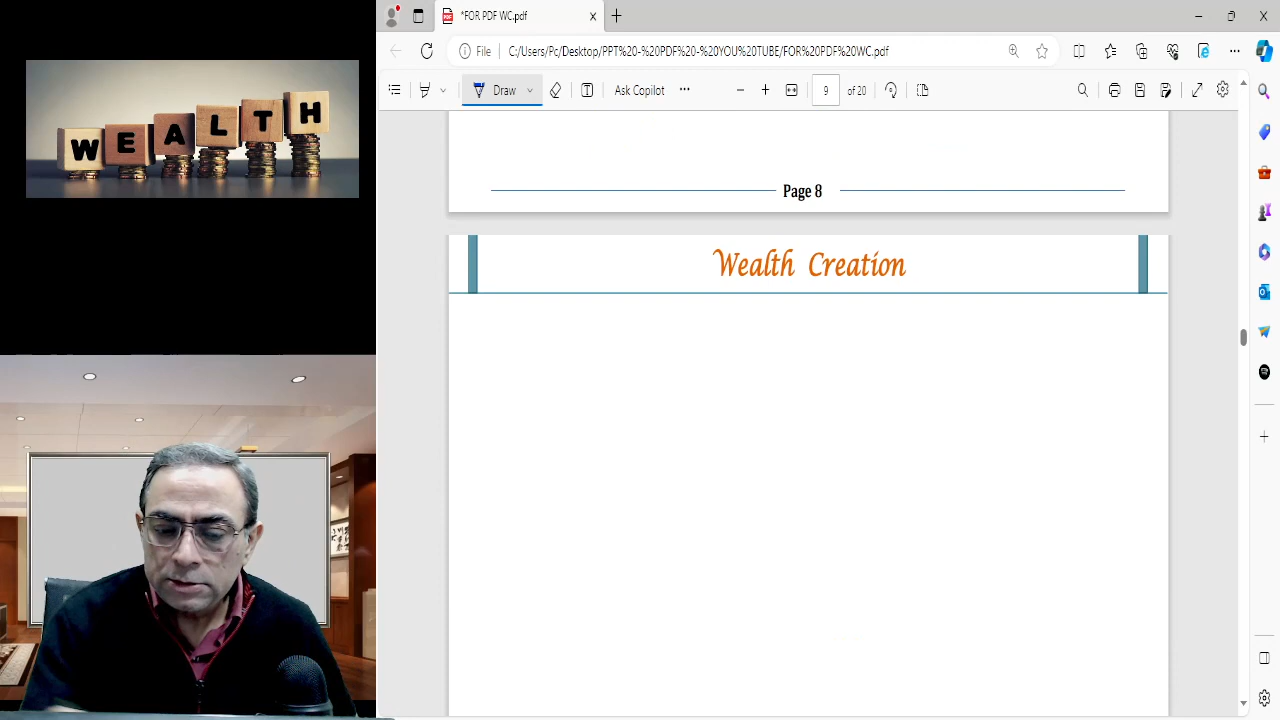 WEALTH
*FOR PDF WC.pdf
File C:/Users/Pc/Desktop/PPT%20-%20PDF%20-%20YOU%20TUBE/FOR%20PDF%20WC.pdf
Draw
Ask Copilot
9 of 20
Page 8
Wealth Creation